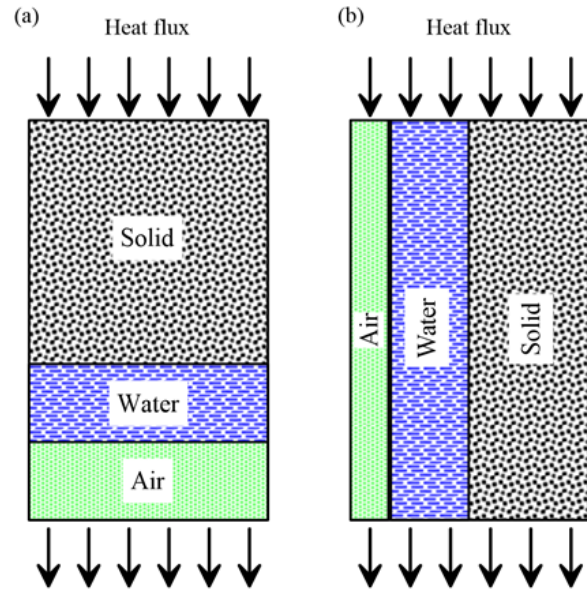 (a)
Heat flux
Solid
Water
Air
(b)
Heat flux
Air
Water
Solid